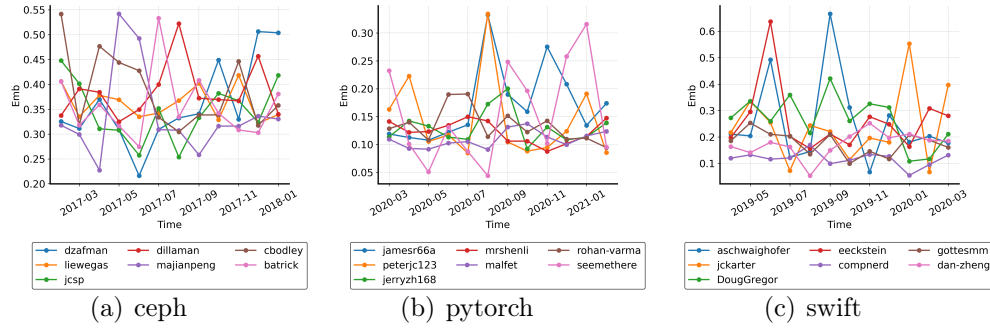 0.55
0.50
0.45
0.40
0.35
0.30
0.25
0.20
Emb
2017-03
2017-05
2017-07
2017-09
2017-11
2018-01
Time
dzafman
dillaman
cbodley
liewegas
majianpeng
batrick
jcsp
(a) ceph
0.30
0.25
0.20
0.15
0.10
0.05
Emb
2020-03
2020-05
2020-07
2020-09
2020-11
2021-01
Time
jamesr66a
mrshenli
rohan-varma
peterjc123
malfet
seemethere
jerryzh168
(b) pytorch
0.6
0.5
0.4
0.3
0.2
0.1
Emb
2019-05
2019-07
2019-09
2019-11
2020-01
2020-03
Time
aschwaighofer
eeckstein
gottesmm
jckarter
compnerd
dan-zheng
DougGregor
(c) swift